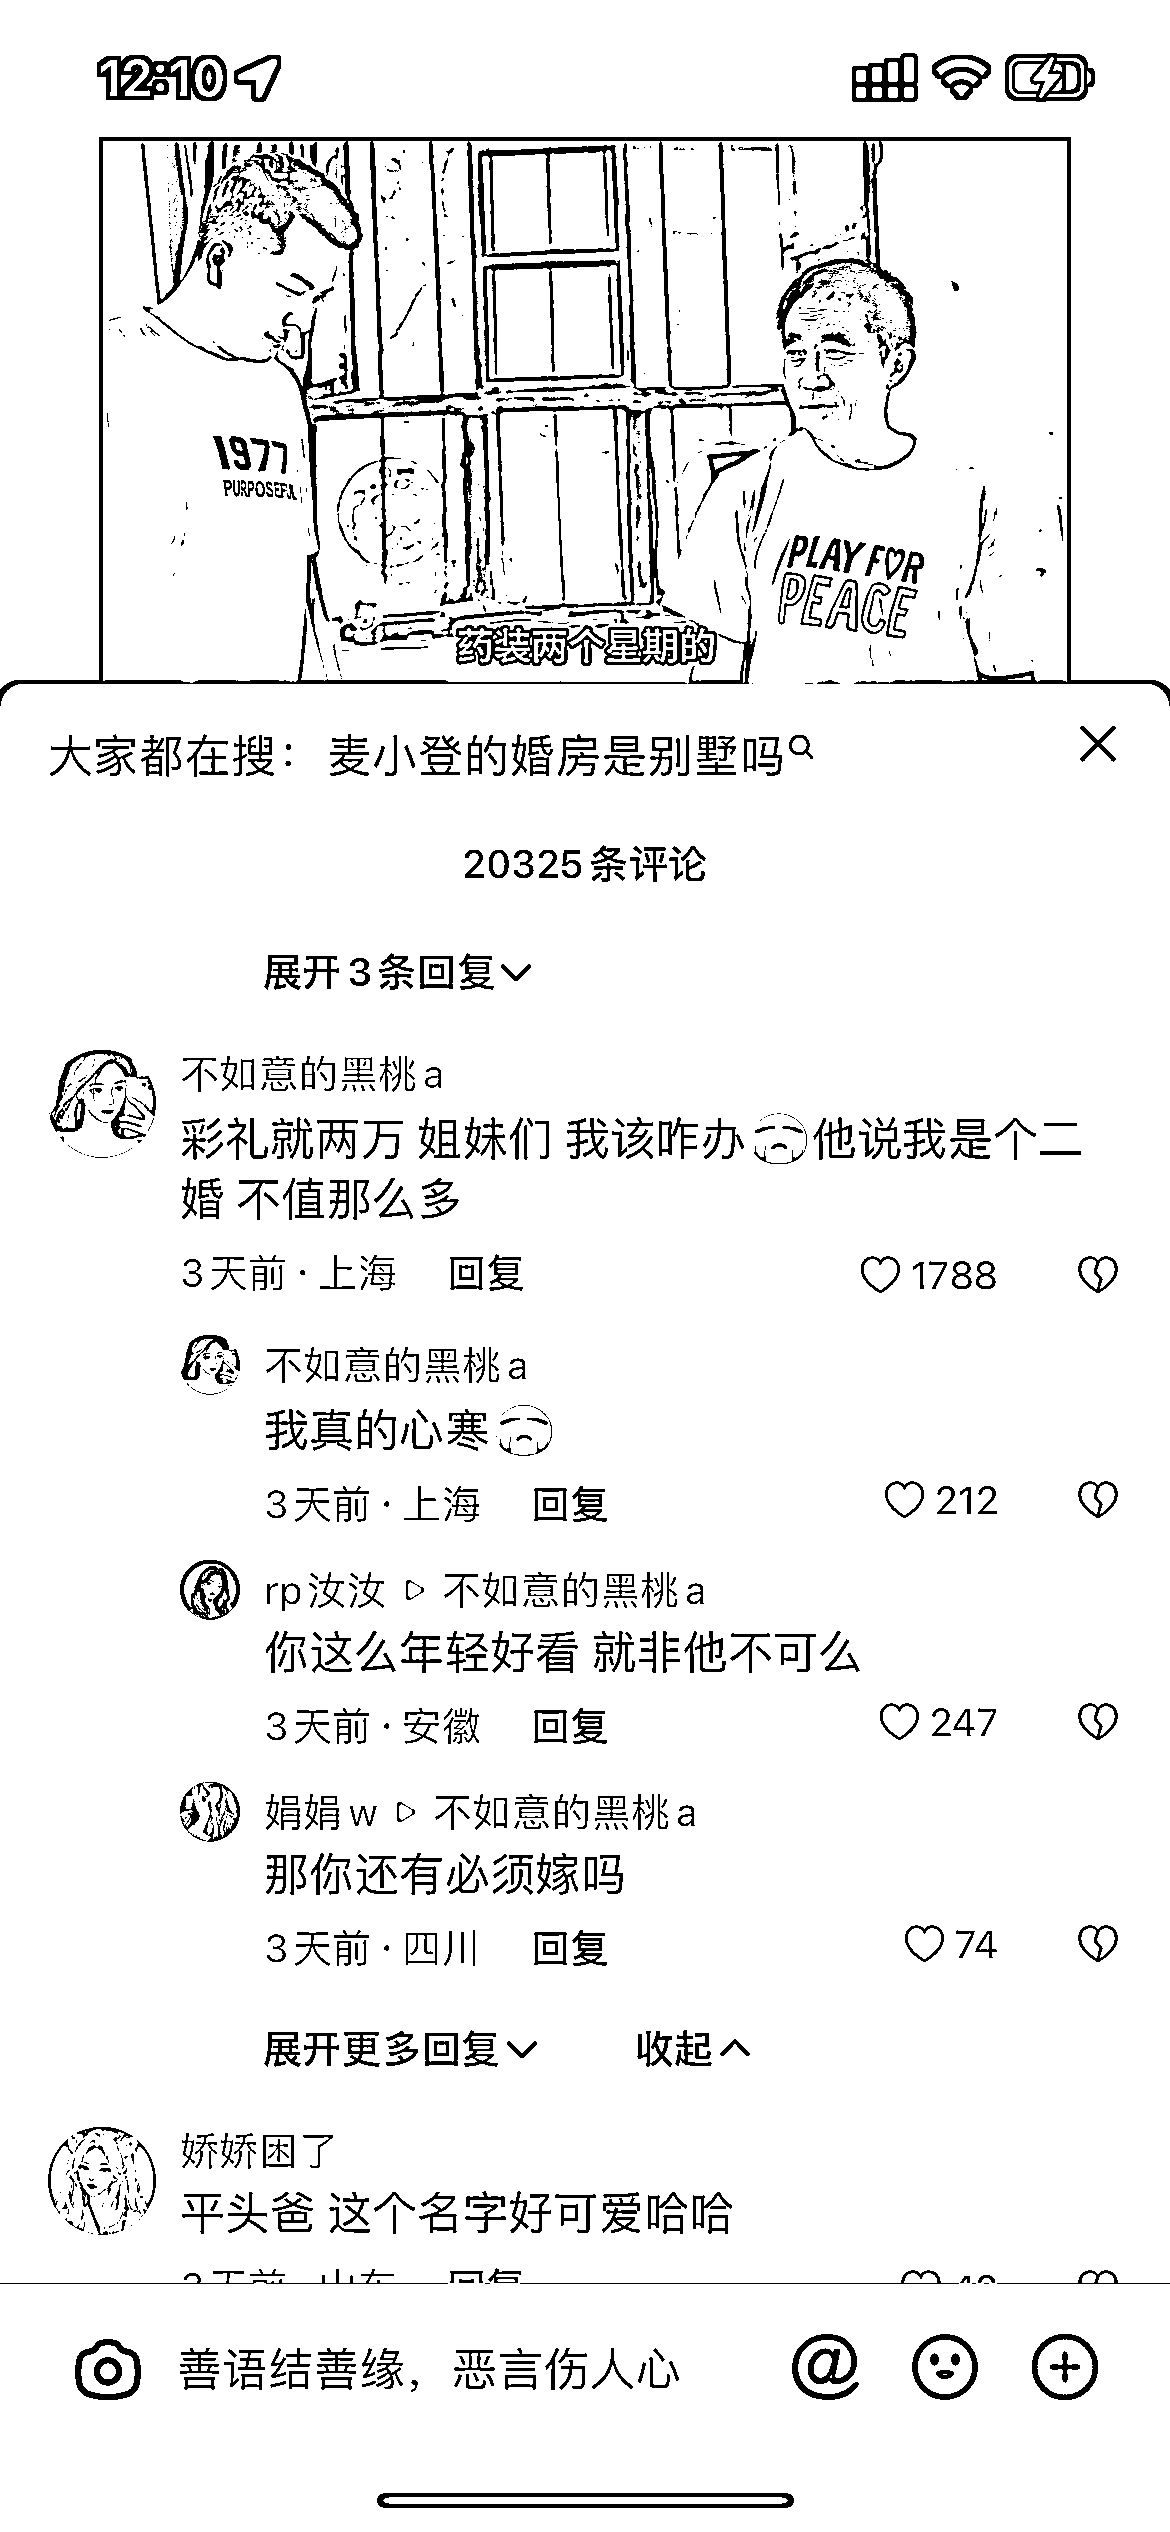 12:10
1977
PURPOSEFUL
PLAY FOR
PEACE
药装两个星期的
大家都在搜： 麦小登的婚房是别墅吗
20325条评论
展开3条回复
不如意的黑桃a
彩礼就两万 姐妹们 我该咋办😭他说我是个二
婚 不值那么多
3天前·上海 回复 1788
不如意的黑桃a
我真的心寒😭
3天前·上海 回复 212
rp汝汝 ▷ 不如意的黑桃a
你这么年轻好看 就非他不可么
3天前·安徽 回复 247
娟娟w ▷ 不如意的黑桃a
那你还有必须嫁吗
3天前·四川 回复 74
展开更多回复 收起
娇娇困了
平头爸 这个名字好可爱哈哈
3天前·山东 回复
善语结善缘，恶言伤人心